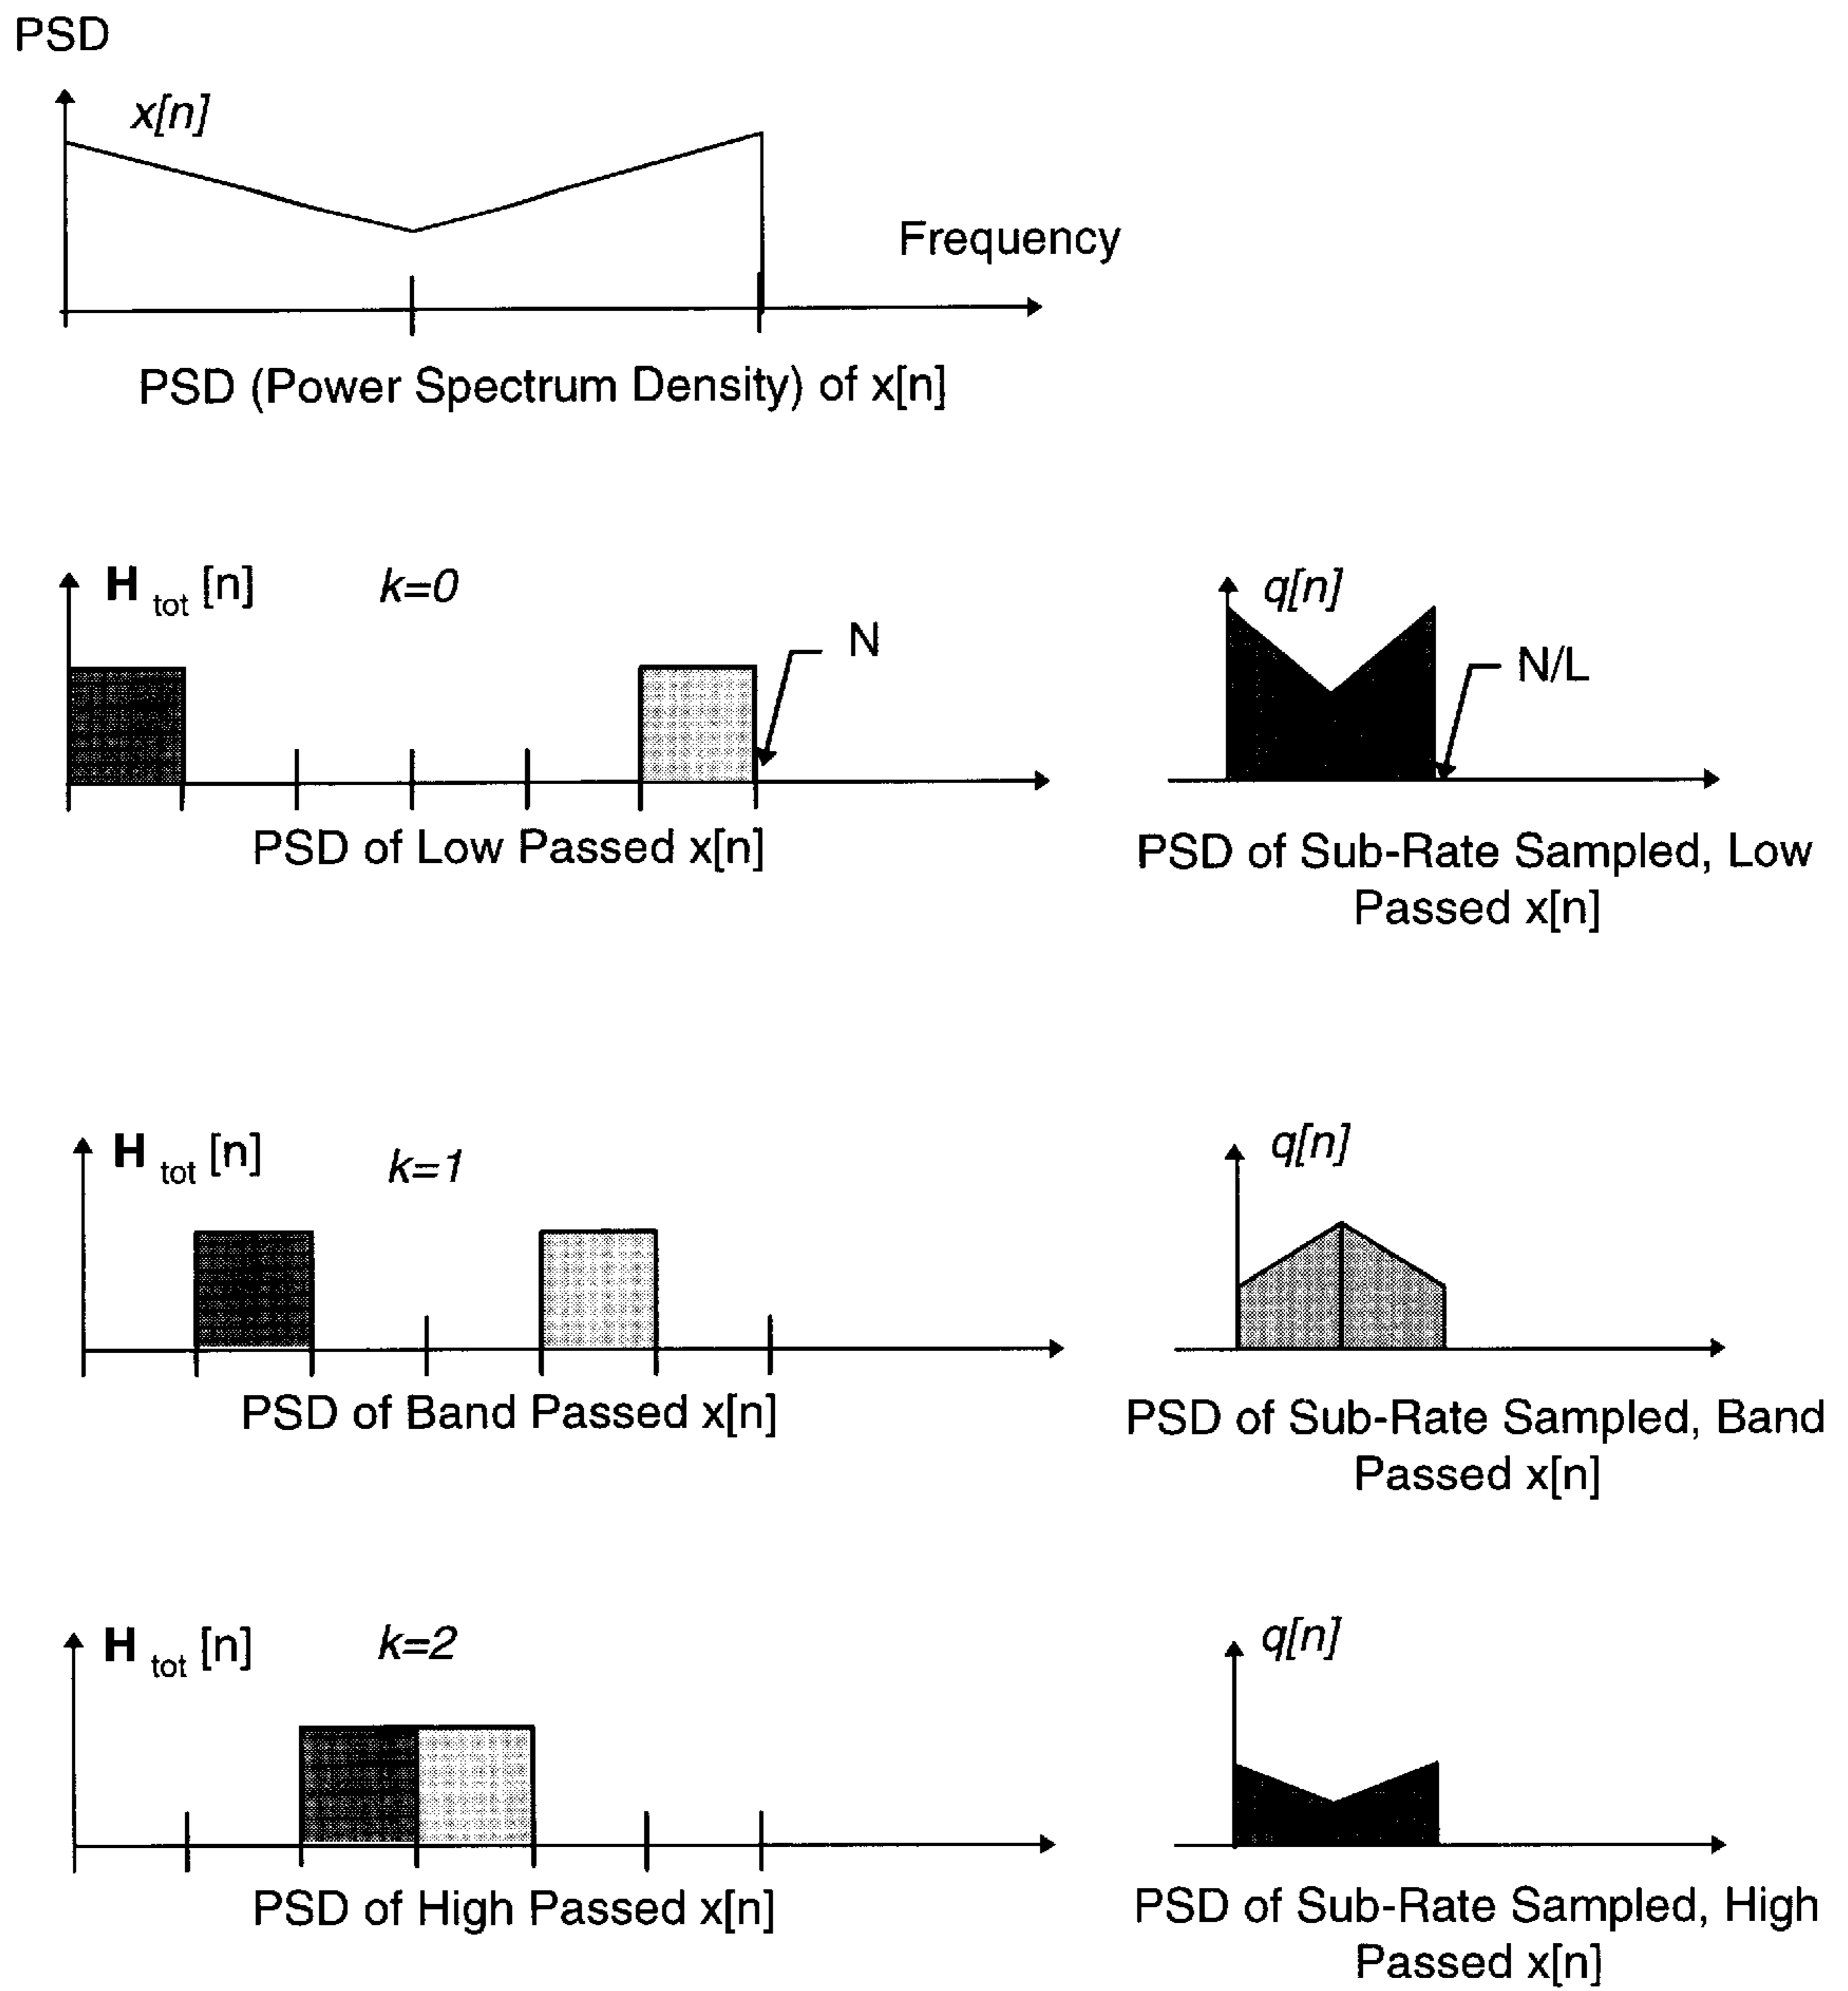 PSD
x[n]
Frequency
PSD (Power Spectrum Density) of x[n]
H tot [n]
k=0
N
PSD of Low Passed x[n]
q[n]
N/L
PSD of Sub-Rate Sampled, Low
Passed x[n]
H tot [n]
k=1
PSD of Band Passed x[n]
q[n]
PSD of Sub-Rate Sampled, Band
Passed x[n]
H tot [n]
k=2
PSD of High Passed x[n]
q[n]
PSD of Sub-Rate Sampled, High
Passed x[n]